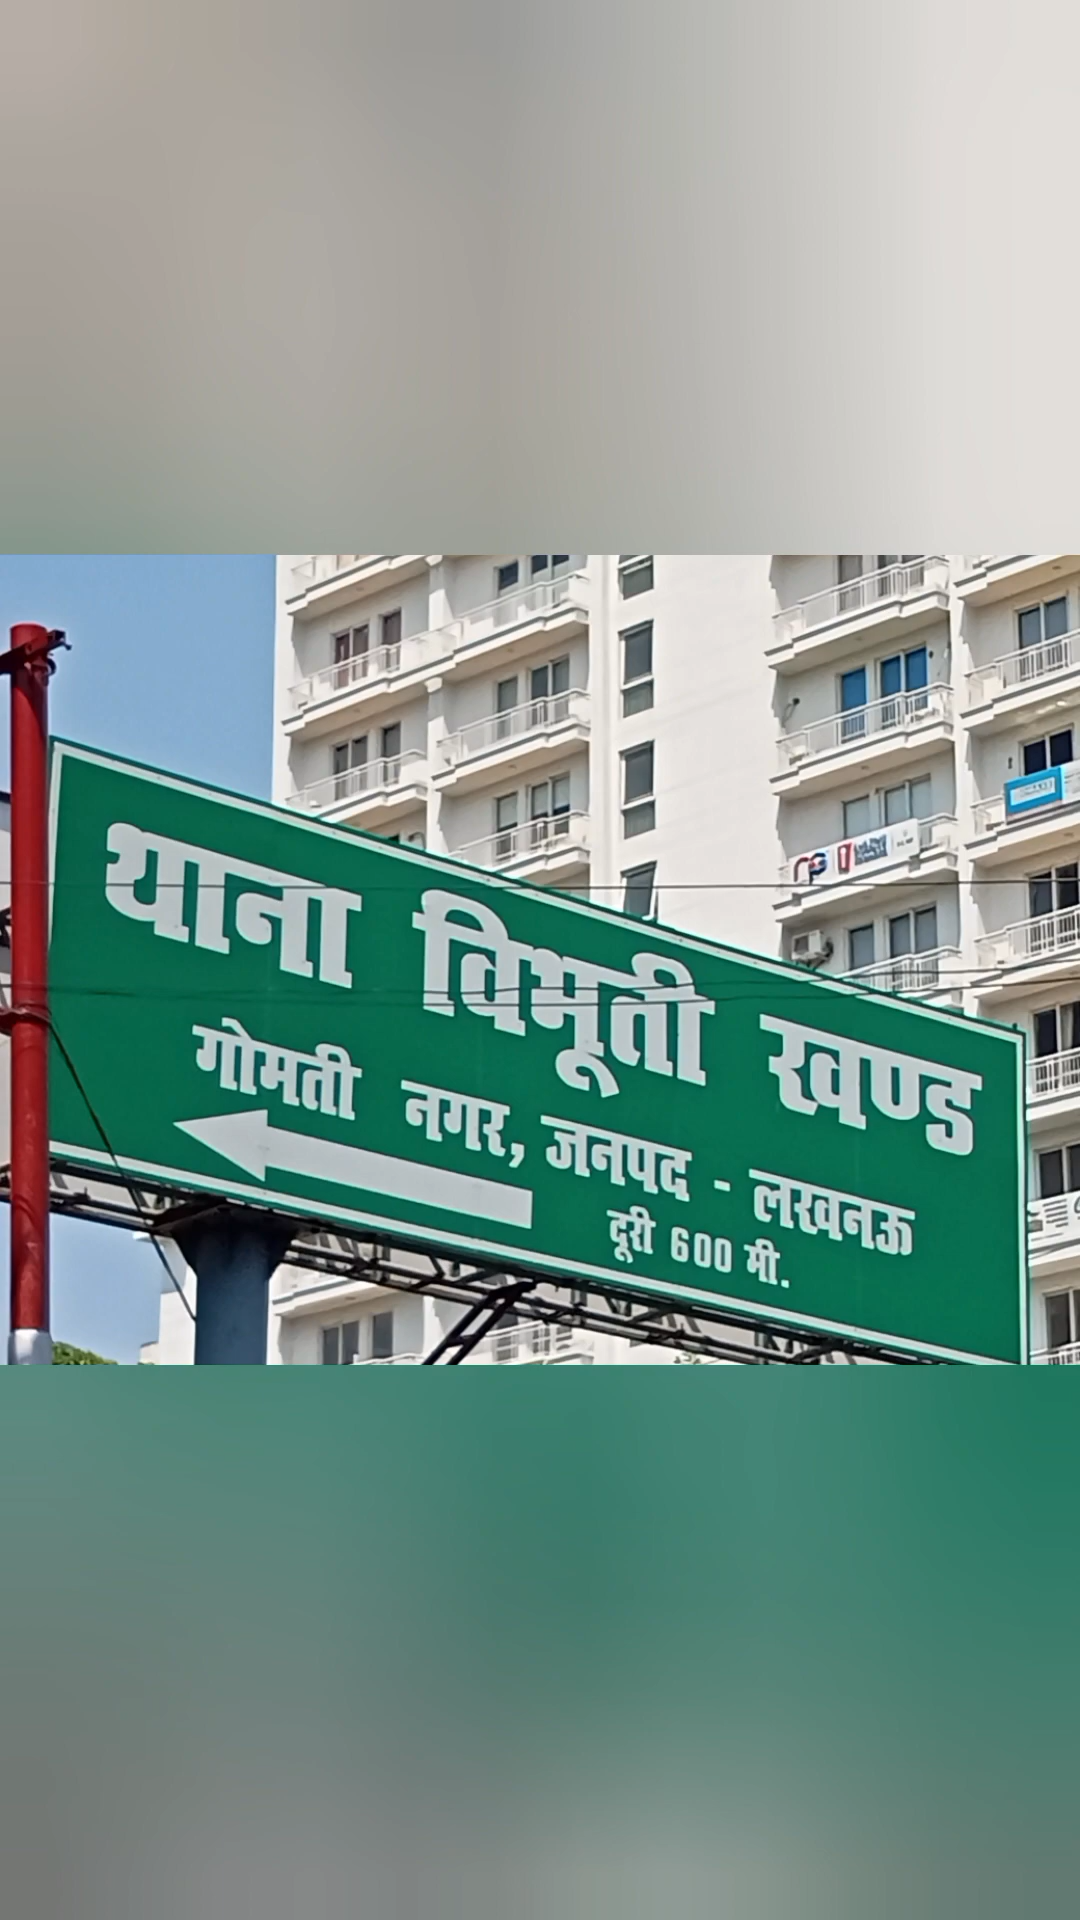 थाना विभूती खण्ड
गोमती नगर, जनपद - लखनऊ
दूरी 600 मी.